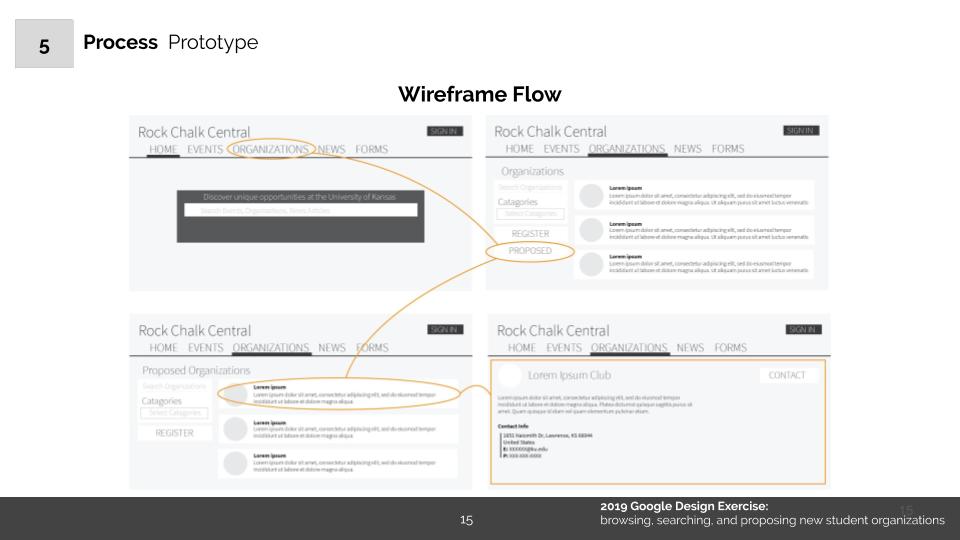 5
Process Prototype
Wireframe Flow
Rock Chalk Central
SIGN IN
HOME EVENTS ORGANIZATIONS NEWS FORMS
Discover unique opportunities at the University of Kansas
Search Events, Organizations, News Articles
Rock Chalk Central
SIGN IN
HOME EVENTS ORGANIZATIONS NEWS FORMS
Organizations
Search Organizations
Catagories
Select Catagories
REGISTER
PROPOSED
Lorem ipsum
Lorem ipsum dolor sit amet, consectetur adipiscing elit, sed do eiusmod tempor
incididunt ut labore et dolore magna aliqua. Ut aliquam purus sit amet luctus venenatis
Lorem ipsum
Lorem ipsum dolor sit amet, consectetur adipiscing elit, sed do eiusmod tempor
incididunt ut labore et dolore magna aliqua. Ut aliquam purus sit amet luctus venenatis
Lorem ipsum
Lorem ipsum dolor sit amet, consectetur adipiscing elit, sed do eiusmod tempor
incididunt ut labore et dolore magna aliqua. Ut aliquam purus sit amet luctus venenatis
Rock Chalk Central
SIGN IN
HOME EVENTS ORGANIZATIONS NEWS FORMS
Proposed Organizations
Search Organizations
Catagories
Select Catagories
REGISTER
Lorem ipsum
Lorem ipsum dolor sit amet, consectetur adipiscing elit, sed do eiusmod tempor
incididunt ut labore et dolore magna aliqua.
Lorem ipsum
Lorem ipsum dolor sit amet, consectetur adipiscing elit, sed do eiusmod tempor
incididunt ut labore et dolore magna aliqua.
Lorem ipsum
Lorem ipsum dolor sit amet, consectetur adipiscing elit, sed do eiusmod tempor
incididunt ut labore et dolore magna aliqua.
Rock Chalk Central
SIGN IN
HOME EVENTS ORGANIZATIONS NEWS FORMS
Lorem Ipsum Club
CONTACT
Lorem ipsum dolor sit amet, consectetur adipiscing elit, sed do eiusmod tempor
incididunt ut labore et dolore magna aliqua. Platea dictumst quisque sagittis purus sit
amet. Quam quisque id diam vel quam elementum pulvinar etiam.
Contact Info
Naismith Dr, Lawrence, KS
United States
E: XXXXXX@ku.edu
P: XXX-XXX-XXXX
15
2019 Google Design Exercise:
browsing, searching, and proposing new student organizations
15